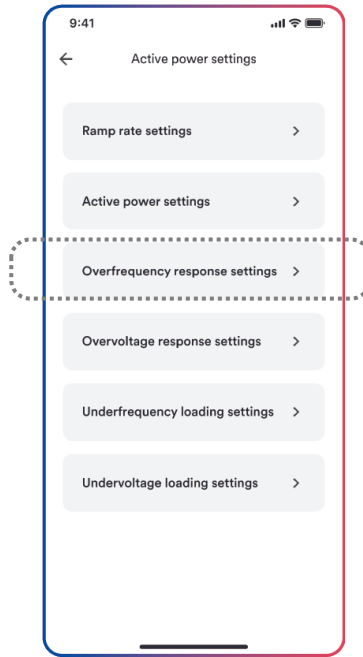 9:41
Active power settings
Ramp rate settings
Active power settings
Overfrequency response settings
Overvoltage response settings
Underfrequency loading settings
Undervoltage loading settings